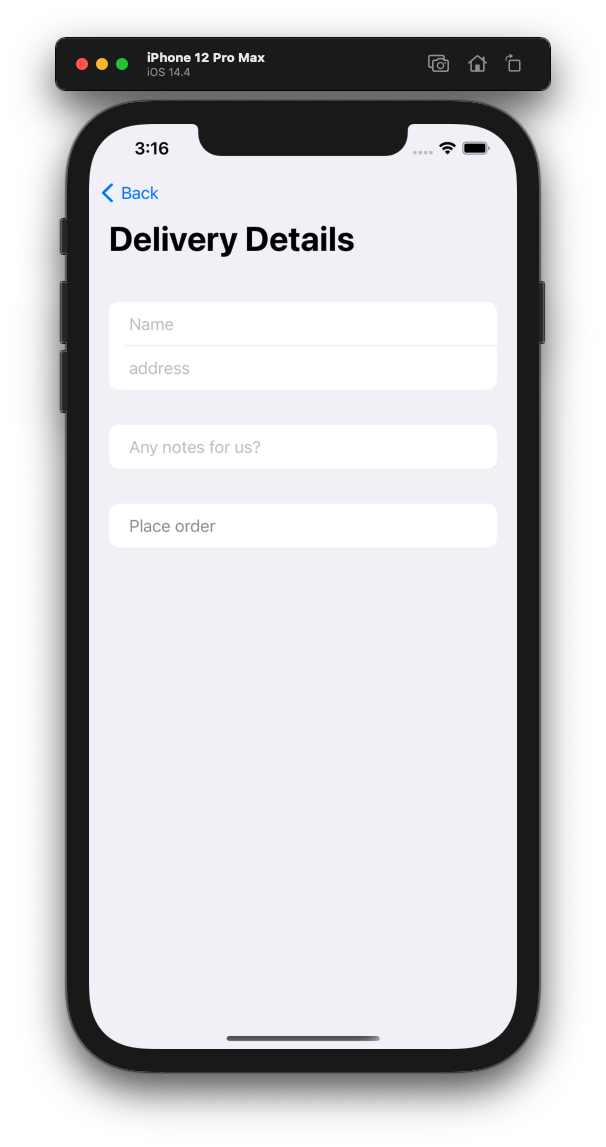 iPhone 12 Pro Max
iOS 14.4
3:16
Back
Delivery Details
Name
address
Any notes for us?
Place order